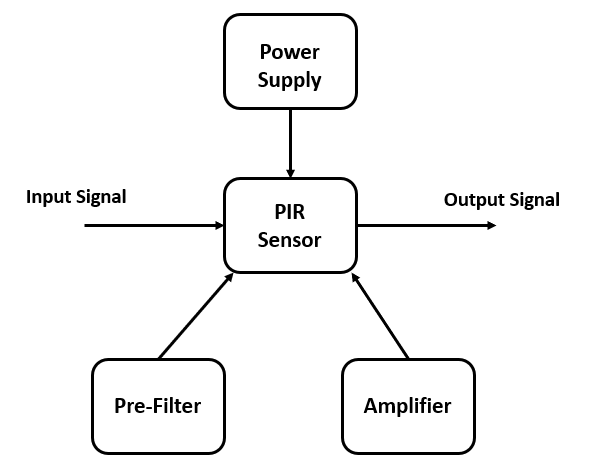 Power
Supply
Input Signal
PIR
Sensor
Output Signal
Pre-Filter
Amplifier